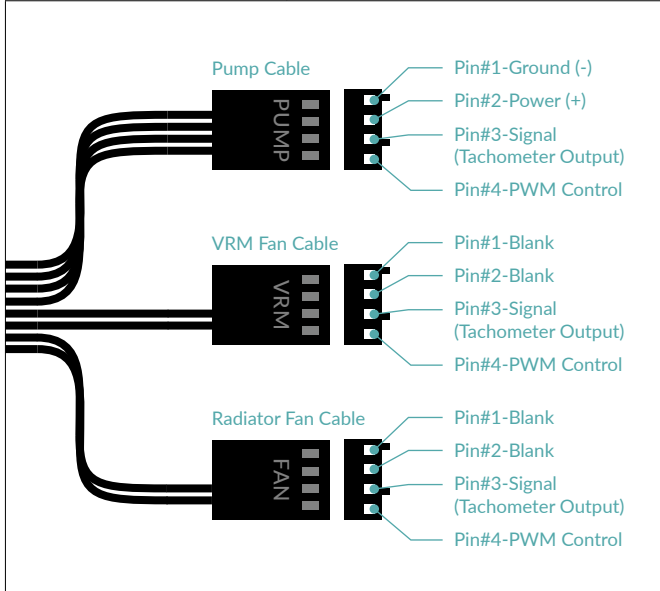 Pump Cable
PUMP
Pin#1-Ground (-)
Pin#2-Power (+)
Pin#3-Signal
(Tachometer Output)
Pin#4-PWM Control
VRM Fan Cable
VRM
Pin#1-Blank
Pin#2-Blank
Pin#3-Signal
(Tachometer Output)
Pin#4-PWM Control
Radiator Fan Cable
FAN
Pin#1-Blank
Pin#2-Blank
Pin#3-Signal
(Tachometer Output)
Pin#4-PWM Control